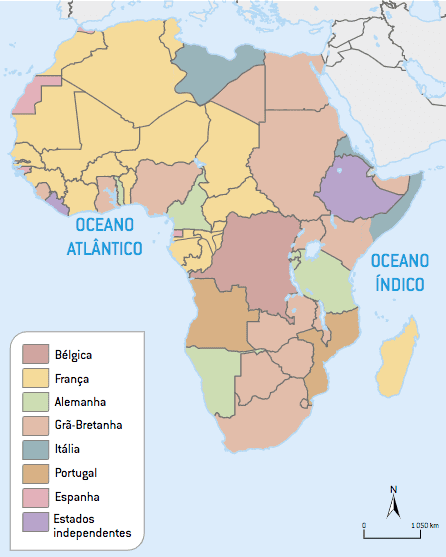 OCEANO
ATLÂNTICO
OCEANO
ÍNDICO
Bélgica
França
Alemanha
Grã-Bretanha
Itália
Portugal
Espanha
Estados
independentes
N
0
1 050 km